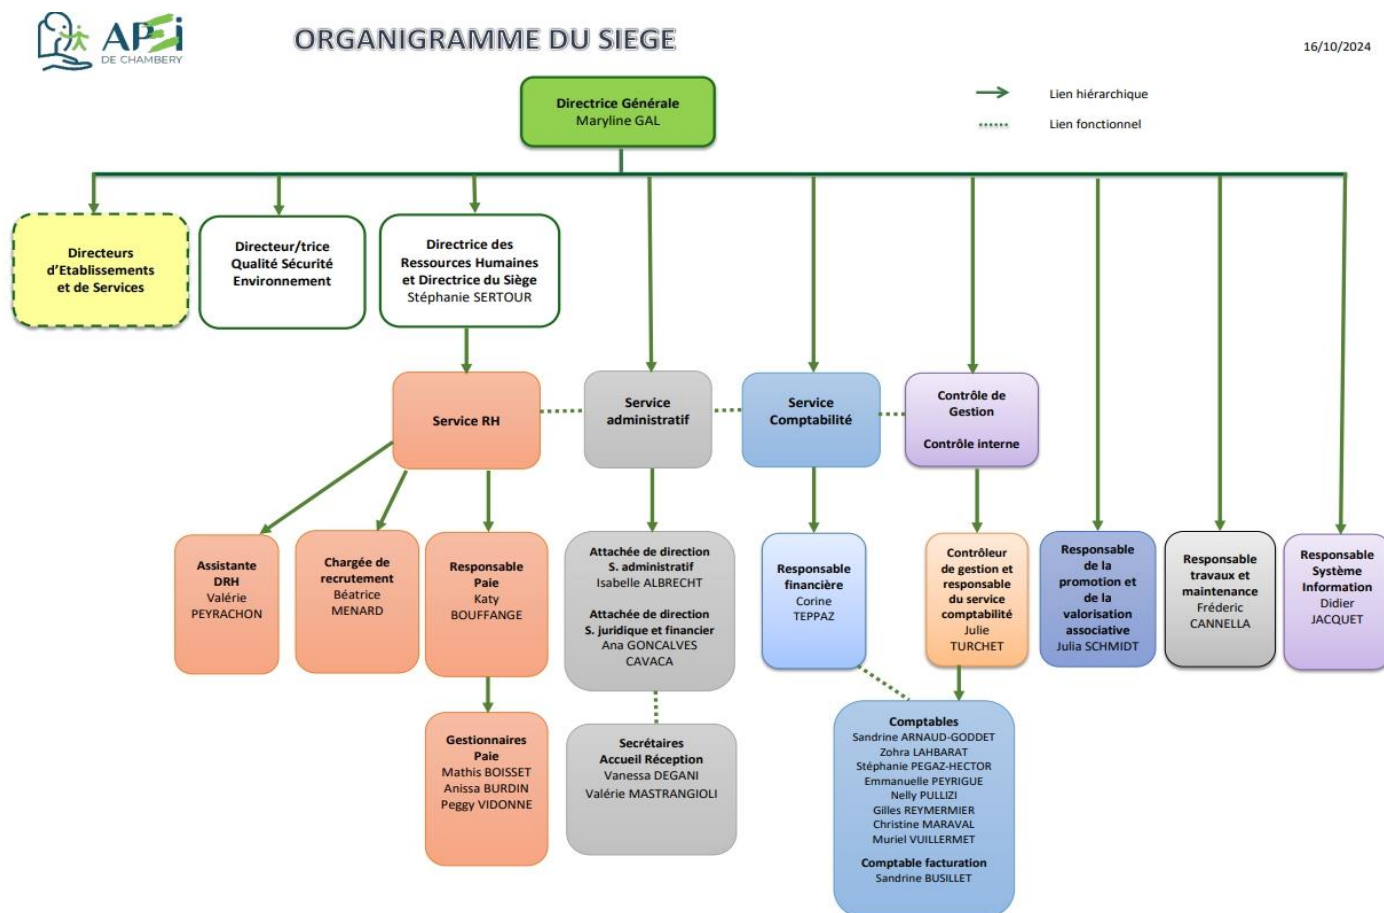 APEi
DE CHAMBERY
ORGANIGRAMME DU SIEGE
16/10/2024
Lien hiérarchique
Lien fonctionnel
Directrice Générale
Maryline GAL
Directeurs
d'Etablissements
et de Services
Directeur/trice
Qualité Sécurité
Environnement
Directrice des
Ressources Humaines
et Directrice du Siège
Stéphanie SERTOUR
Service RH
Service
administratif
Service
Comptabilité
Contrôle de
Gestion
Contrôle interne
Assistante
DRH
Valérie
PEYRACHON
Chargée de
recrutement
Béatrice
MENARD
Responsable
Paie
Katy
BOUFFANGE
Attachée de direction
S. administratif
Isabelle ALBRECHT
Attachée de direction
S. juridique et financier
Ana GONCALVES
CAVACA
Responsable
financière
Corine
TEPPAZ
Contrôleur
de gestion et
responsable
du service
comptabilité
Julie
TURCHET
Responsable
de la
promotion et
de la
valorisation
associative
Julia SCHMIDT
Responsable
travaux et
maintenance
Fréderic
CANNELLA
Responsable
Système
Information
Didier
JACQUET
Gestionnaires
Paie
Mathis BOISSET
Anissa BURDIN
Peggy VIDONNE
Secrétaires
Accueil Réception
Vanessa DEGANI
Valérie MASTRANGIOLI
Comptables
Sandrine ARNAUD-GODDET
Zohra LAHBARAT
Stéphanie PEGAZ-HECTOR
Emmanuelle PEYRIGUE
Nelly PULLIZI
Gilles REYMERMIER
Christine MARAVAL
Muriel VUILLERMET
Comptable facturation
Sandrine BUSILLET